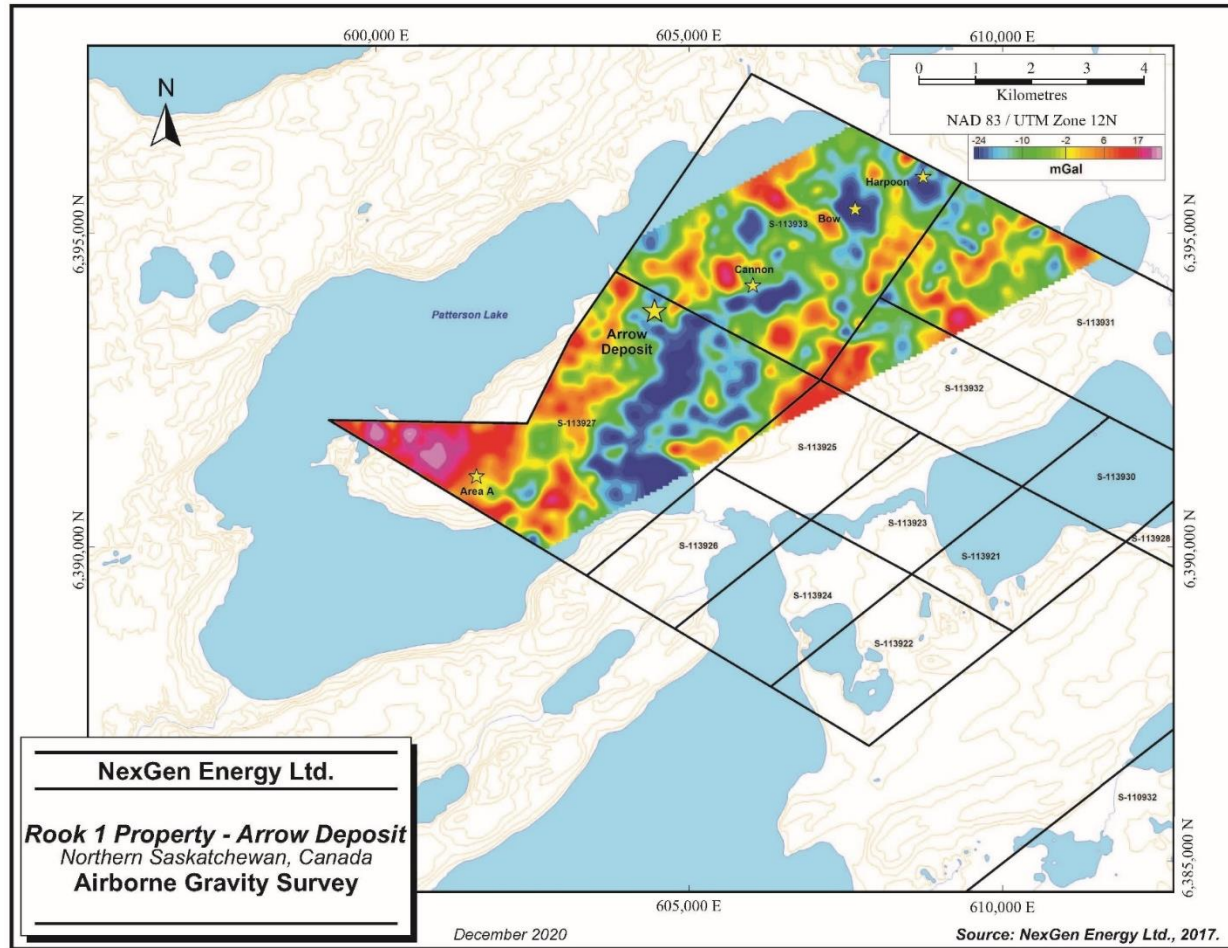 600,000 E
605,000 E
610,000 E
N
0 1 2 3 4
Kilometres
NAD 83 / UTM Zone 12N
-24 -10 -2 6 17
mGal
Harpoon
Bow
S-113933
6,395,000 N
6,395,000 N
Cannon
Patterson Lake
Arrow
Deposit
S-113931
S-113932
S-113927
S-113925
Area A
S-113930
S-113923
S-113926
S-113921
S-113928
6,390,000 N
6,390,000 N
S-113924
S-113922
S-110932
6,385,000 N
NexGen Energy Ltd.
Rook 1 Property - Arrow Deposit
Northern Saskatchewan, Canada
Airborne Gravity Survey
605,000 E
610,000 E
December 2020
Source: NexGen Energy Ltd., 2017.